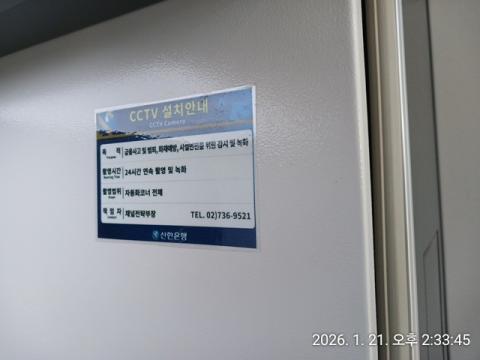 CCTV 설치안내
CCTV Camera
목 적 금융사고 및 범죄, 화재예방, 시설안전을 위한 감시 및 녹화
촬영시간 24시간 연속 촬영 및 녹화
촬영범위 자동화코너 전체
책 임 자 채널전략부장 TEL. 02)736-9521
신한은행
2026. 1. 21. 오후 2:33:45